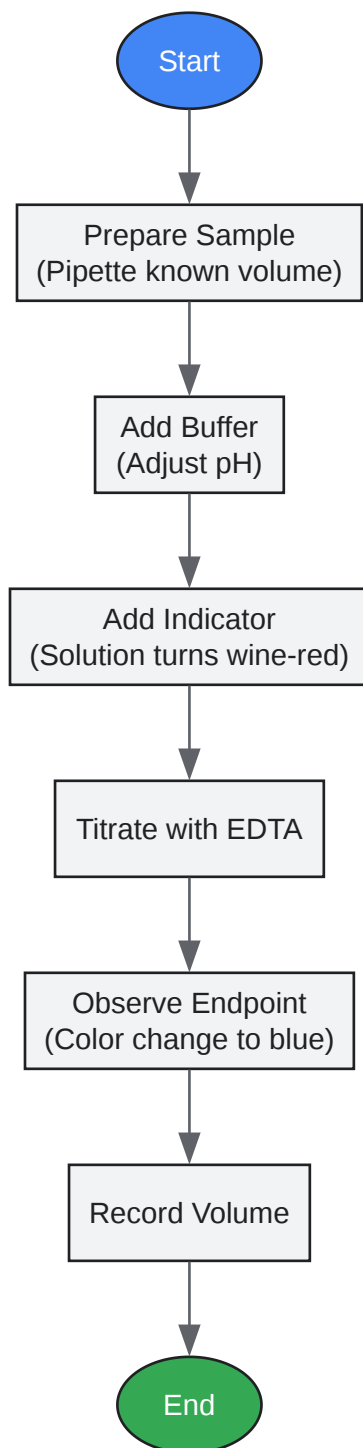 Start
Prepare Sample
(Pipette known volume)
Add Buffer
(Adjust pH)
Add Indicator
(Solution turns wine-red)
Titrate with EDTA
Observe Endpoint
(Color change to blue)
Record Volume
End